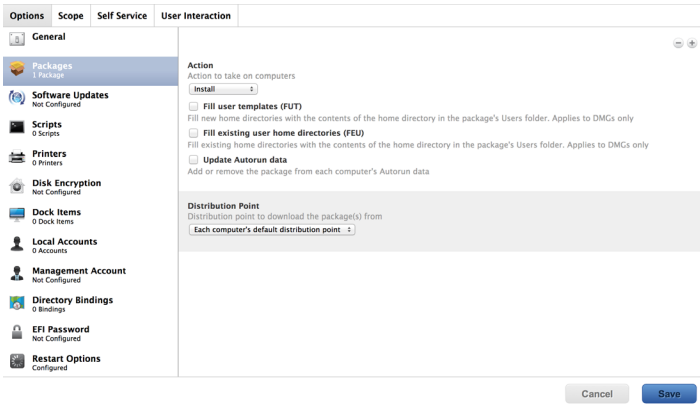 Options Scope Self Service User Interaction
General
Packages
1 Package
Software Updates
Not Configured
Scripts
0 Scripts
Printers
0 Printers
Disk Encryption
Not Configured
Dock Items
0 Dock Items
Local Accounts
0 Accounts
Management Account
Not Configured
Directory Bindings
0 Bindings
EFI Password
Not Configured
Restart Options
Configured
Action
Action to take on computers
Install
Fill user templates (FUT)
Fill new home directories with the contents of the home directory in the package's Users folder. Applies to DMGs only
Fill existing user home directories (FEU)
Fill existing home directories with the contents of the home directory in the package's Users folder. Applies to DMGs only
Update Autorun data
Add or remove the package from each computer's Autorun data
Distribution Point
Distribution point to download the package(s) from
Each computer's default distribution point
Cancel Save